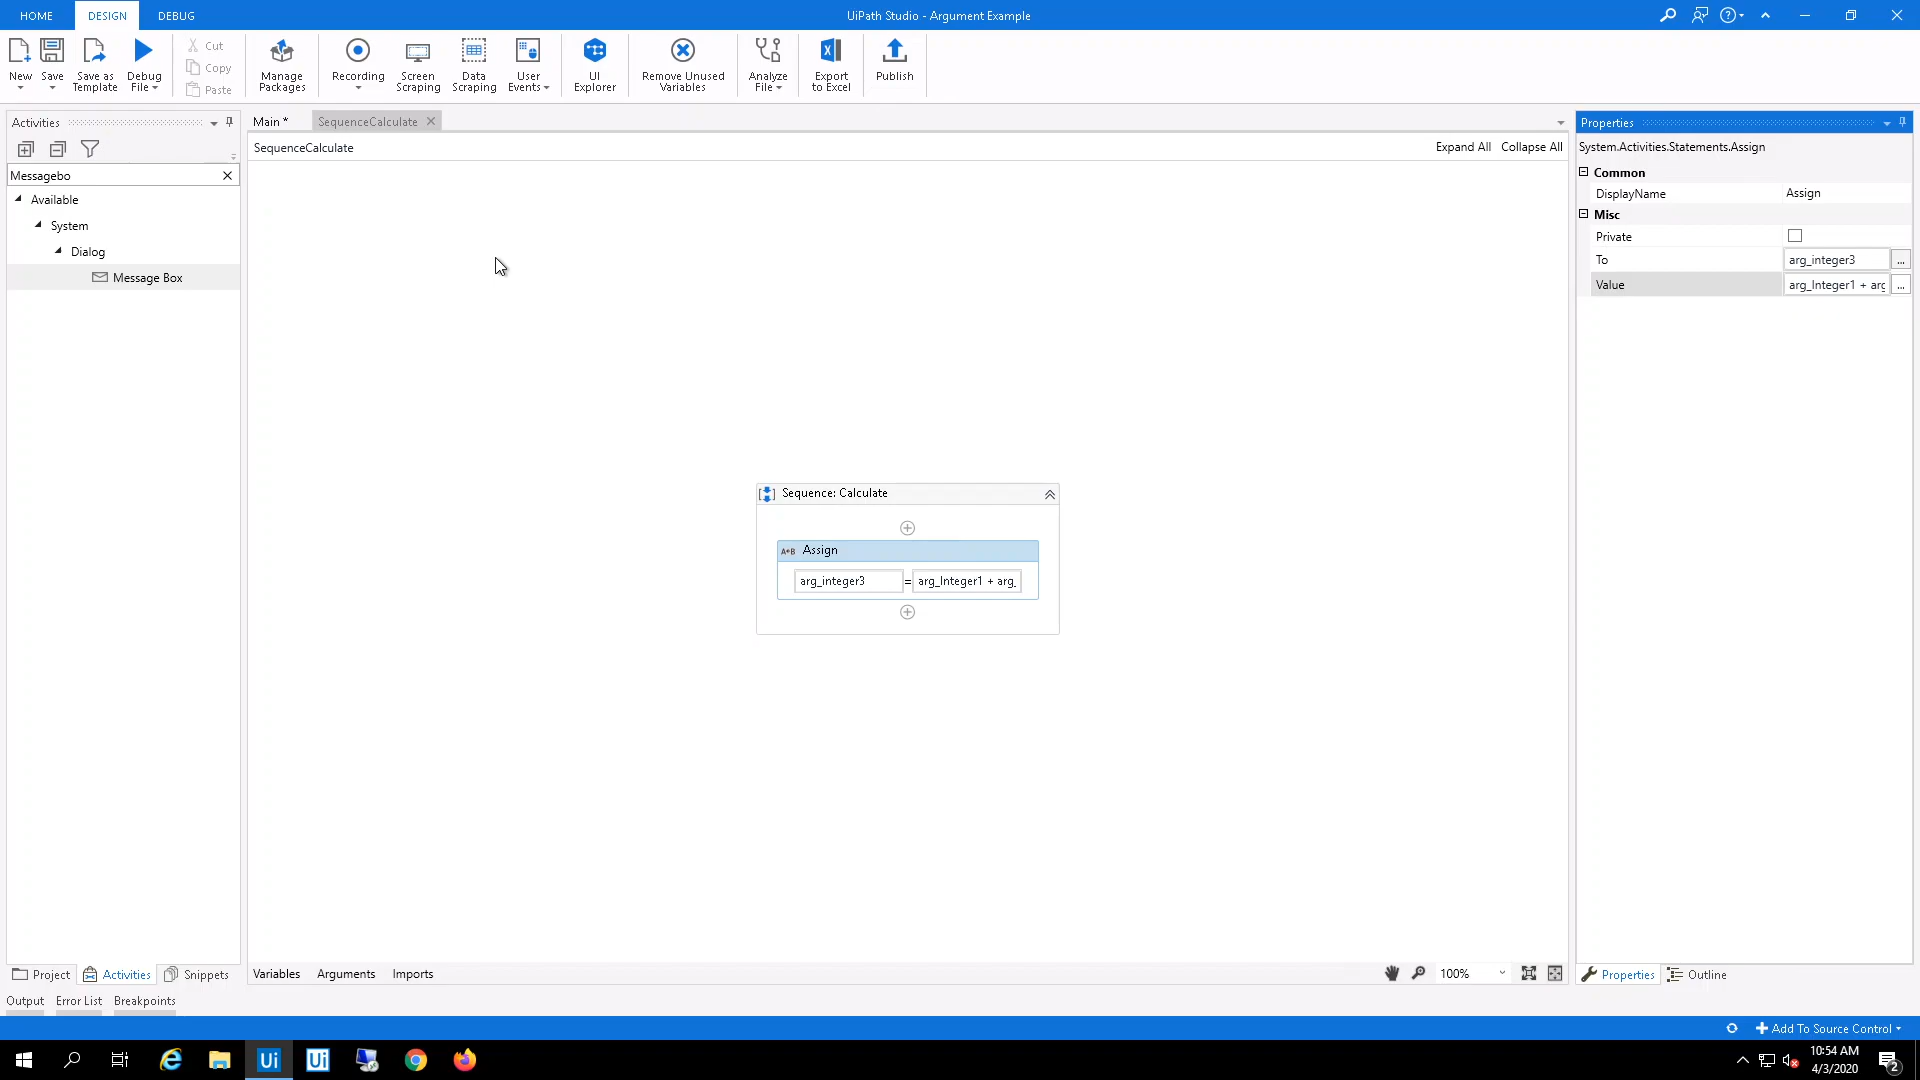 HOME DESIGN DEBUG
UiPath Studio - Argument Example
New
Save
Save as
Template
Debug
File
Cut
Copy
Paste
Manage
Packages
Recording
Screen
Scraping
Data
Scraping
User
Events
UI
Explorer
Remove Unused
Variables
Analyze
File
Export
to Excel
Publish
Activities
Messagebo
Available
System
Dialog
Message Box
Main *
SequenceCalculate
SequenceCalculate
Expand All Collapse All
Sequence: Calculate
A+B Assign
arg_integer3 = arg_Integer1 + arg_
Properties
System.Activities.Statements.Assign
Common
DisplayName Assign
Misc
Private
To arg_integer3 ...
Value arg_Integer1 + arg ...
Project Activities Snippets
Variables Arguments Imports
100%
Properties Outline
Output Error List Breakpoints
Add To Source Control
Ui Ui
10:54 AM
4/3/2020
2